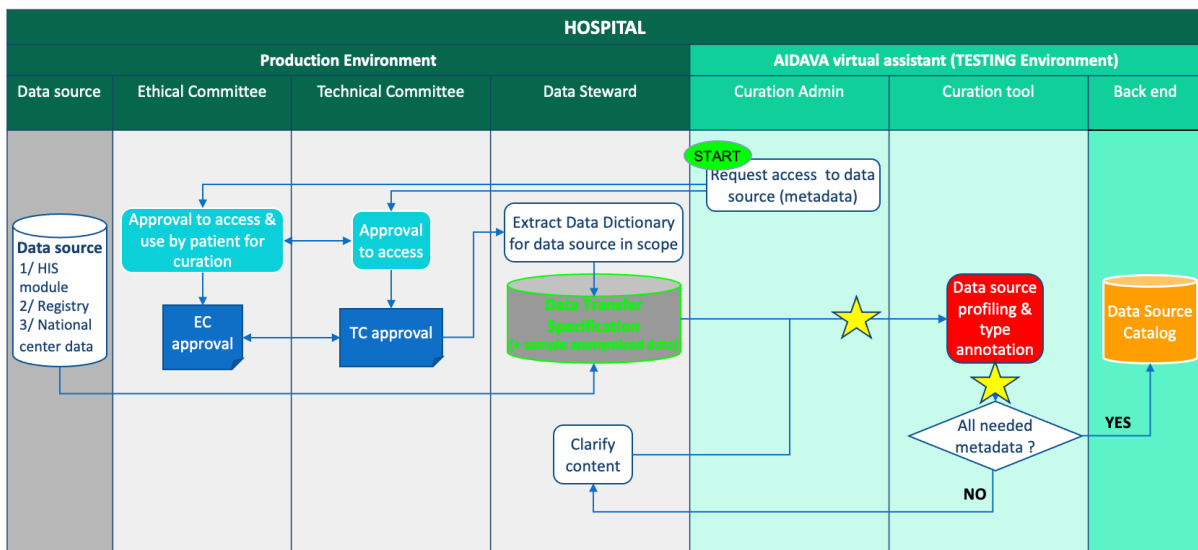 HOSPITAL
Production Environment
AIDAVA virtual assistant (TESTING Environment)
Data source
Ethical Committee
Technical Committee
Data Steward
Curation Admin
Curation tool
Back end
START
Request access to data
source (metadata)
Approval to access &
use by patient for
curation
Approval
to access
Extract Data Dictionary
for data source in scope
Data source
1/ HIS
module
2/ Registry
3/ National
center data
EC
approval
TC approval
Data Transfer
Specification
(+ sample anonymized data)
Data source
profiling &
type
annotation
Data Source
Catalog
All needed
metadata ?
YES
NO
Clarify
content